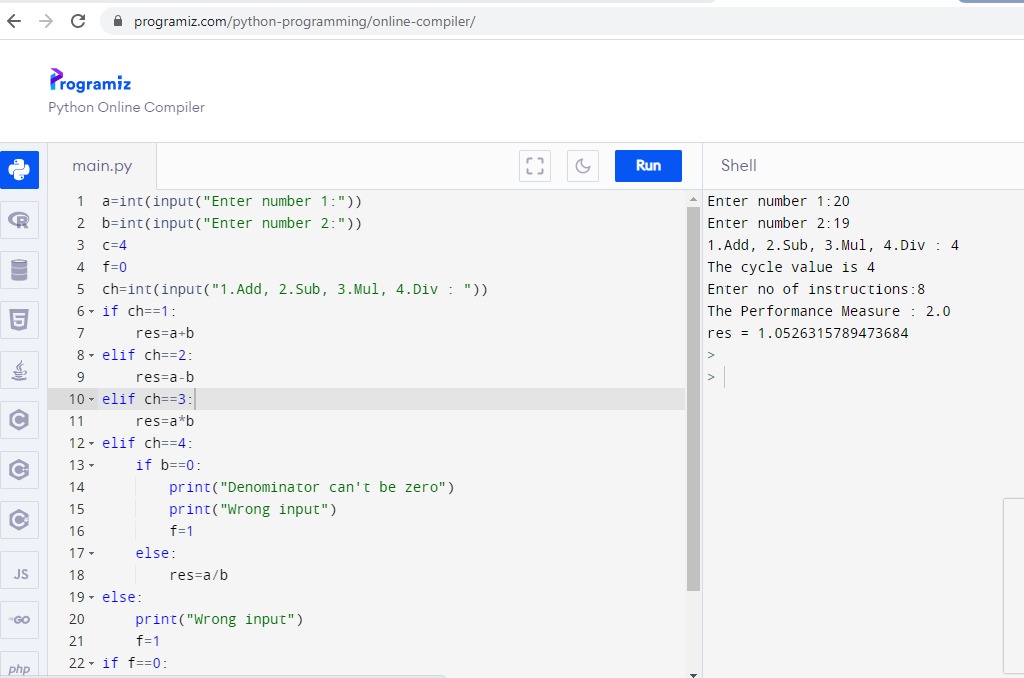 programiz.com/python-programming/online-compiler/
Programiz
Python Online Compiler
main.py
Run
Shell
1 a=int(input("Enter number 1:"))
2 b=int(input("Enter number 2:"))
3 c=4
4 f=0
5 ch=int(input("1.Add, 2.Sub, 3.Mul, 4.Div : "))
6 if ch==1:
7 res=a+b
8 elif ch==2:
9 res=a-b
10 elif ch==3:
11 res=a*b
12 elif ch==4:
13 if b==0:
14 print("Denominator can't be zero")
15 print("Wrong input")
16 f=1
17 else:
18 res=a/b
19 else:
20 print("Wrong input")
21 f=1
22 if f==0:
Enter number 1:20
Enter number 2:19
1.Add, 2.Sub, 3.Mul, 4.Div : 4
The cycle value is 4
Enter no of instructions:8
The Performance Measure : 2.0
res = 1.0526315789473684
>
>
R
5
C
C
C
JS
GO
php